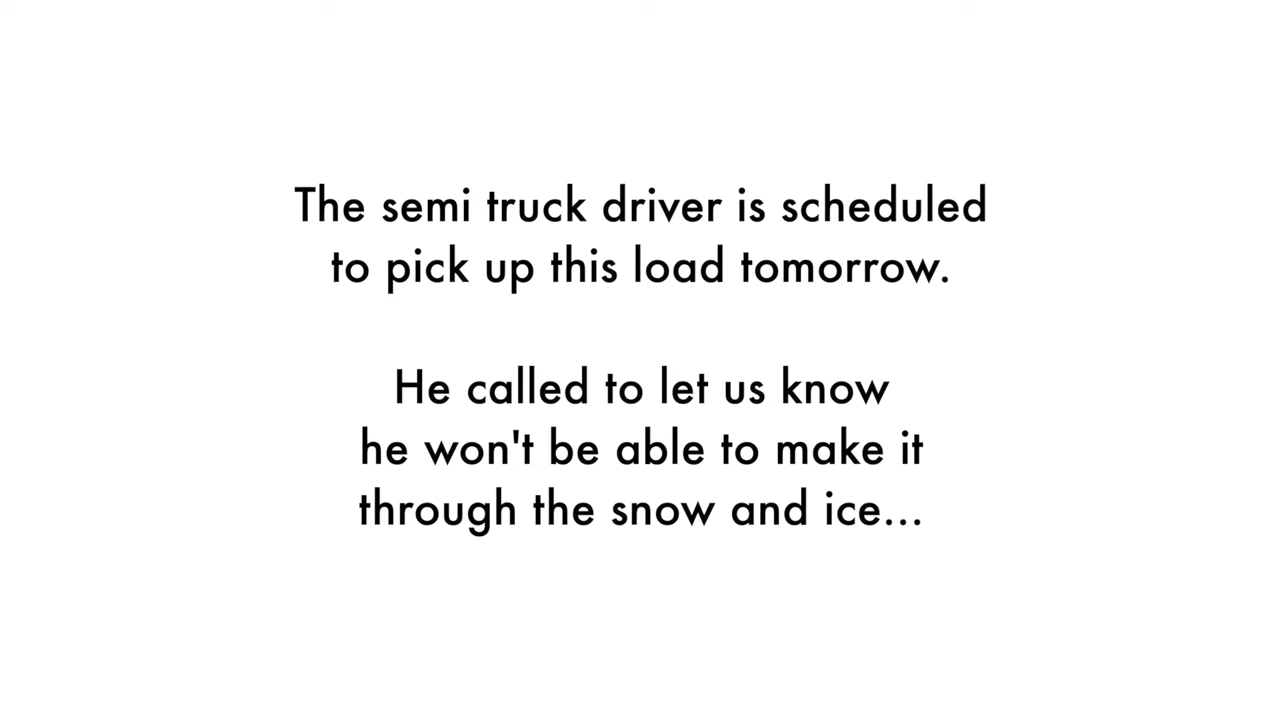 The semi truck driver is scheduled
to pick up this load tomorrow.
He called to let us know
he won't be able to make it
through the snow and ice...